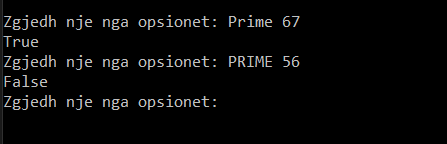 Zgjedh nje nga opsionet: Prime 67
True
Zgjedh nje nga opsionet: PRIME 56
False
Zgjedh nje nga opsionet: